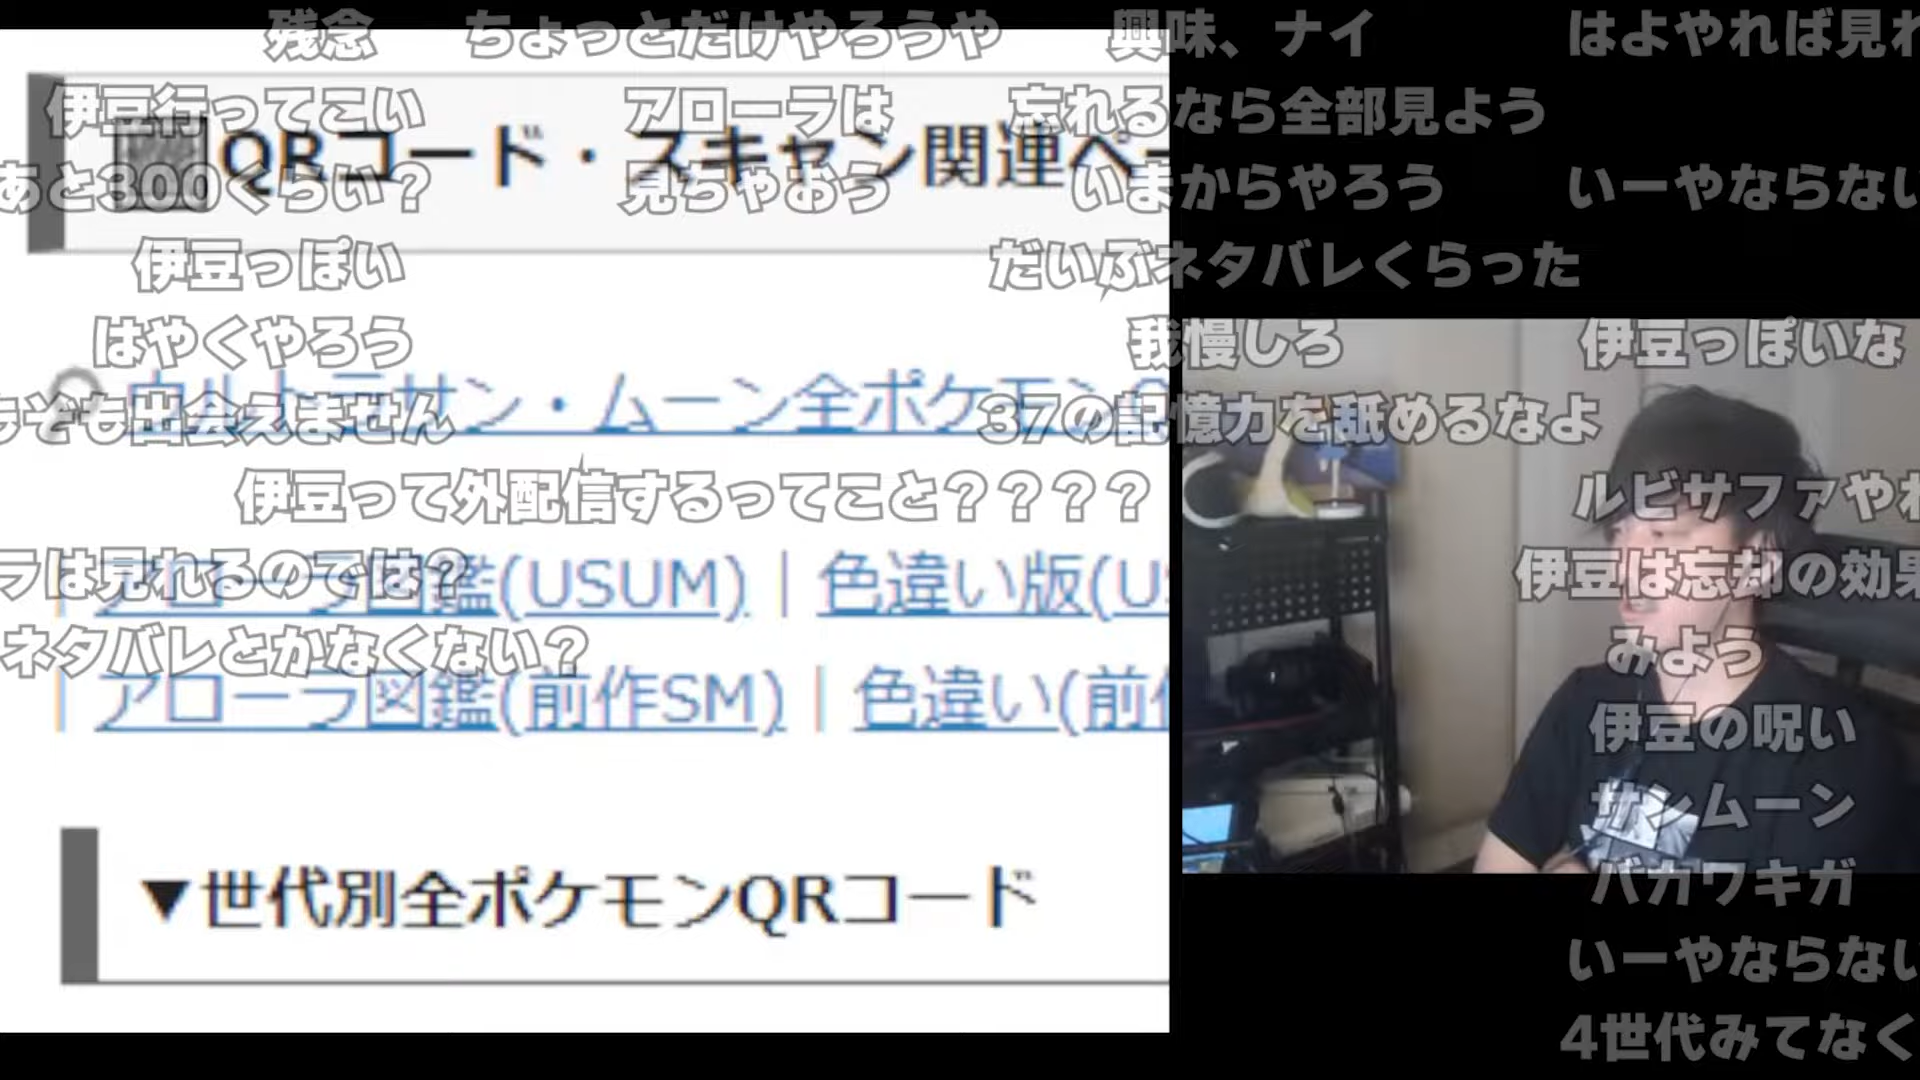 残念
ちょっとだけやろうや
興味、ナイ
はよやれば見れ
伊豆行ってこい
アローラは
忘れるなら全部見よう
QRコード・スキャン関連ペー
あと300くらい？
見ちゃおう
いまからやろう
いーやならない
伊豆っぽい
だいぶネタバレくらった
はやくやろう
我慢しろ
伊豆っぽいな
ウルトラサン・ムーン全ポケモンQ
もそも出会えません
37の記憶力を舐めるなよ
伊豆って外配信するってこと？？？？
ルビサファやれ
ラは見れるのでは？
伊豆は忘却の効果
| アローラ図鑑(USUM) | 色違い版(US
ネタバレとかなくない？
みよう
| アローラ図鑑(前作SM) | 色違い(前作
伊豆の呪い
サンムーン
▼世代別全ポケモンQRコード
バカワキガ
いーやならない
4世代みてなく